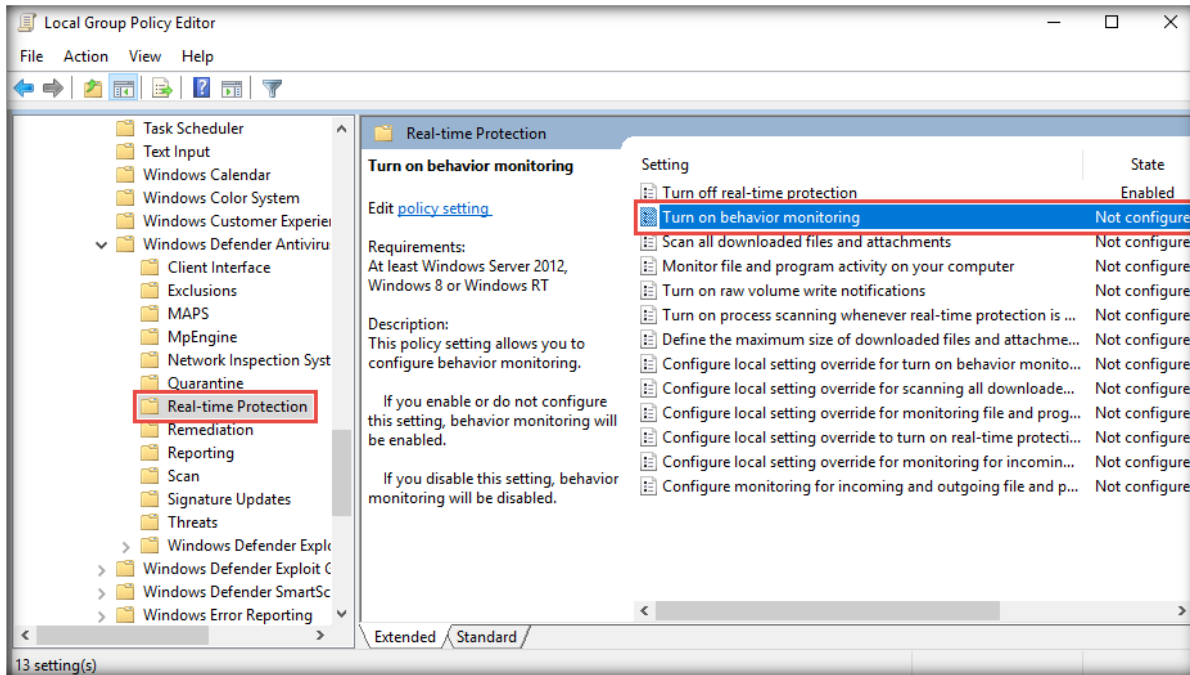 Local Group Policy Editor
File Action View Help
Task Scheduler
Text Input
Windows Calendar
Windows Color System
Windows Customer Experie
Windows Defender Antiviru
Client Interface
Exclusions
MAPS
MpEngine
Network Inspection Syst
Quarantine
Real-time Protection
Remediation
Reporting
Scan
Signature Updates
Threats
Windows Defender Explo
Windows Defender Exploit G
Windows Defender SmartSc
Windows Error Reporting
Real-time Protection
Turn on behavior monitoring
Edit policy setting
Requirements:
At least Windows Server 2012,
Windows 8 or Windows RT
Description:
This policy setting allows you to
configure behavior monitoring.
If you enable or do not configure
this setting, behavior monitoring will
be enabled.
If you disable this setting, behavior
monitoring will be disabled.
Setting State
Turn off real-time protection Enabled
Turn on behavior monitoring Not configure
Scan all downloaded files and attachments Not configure
Monitor file and program activity on your computer Not configure
Turn on raw volume write notifications Not configure
Turn on process scanning whenever real-time protection is ... Not configure
Define the maximum size of downloaded files and attachme... Not configure
Configure local setting override for turn on behavior monito... Not configure
Configure local setting override for scanning all downloade... Not configure
Configure local setting override for monitoring file and prog... Not configure
Configure local setting override to turn on real-time protecti... Not configure
Configure local setting override for monitoring for incomin... Not configure
Configure monitoring for incoming and outgoing file and p... Not configure
Extended Standard
13 setting(s)